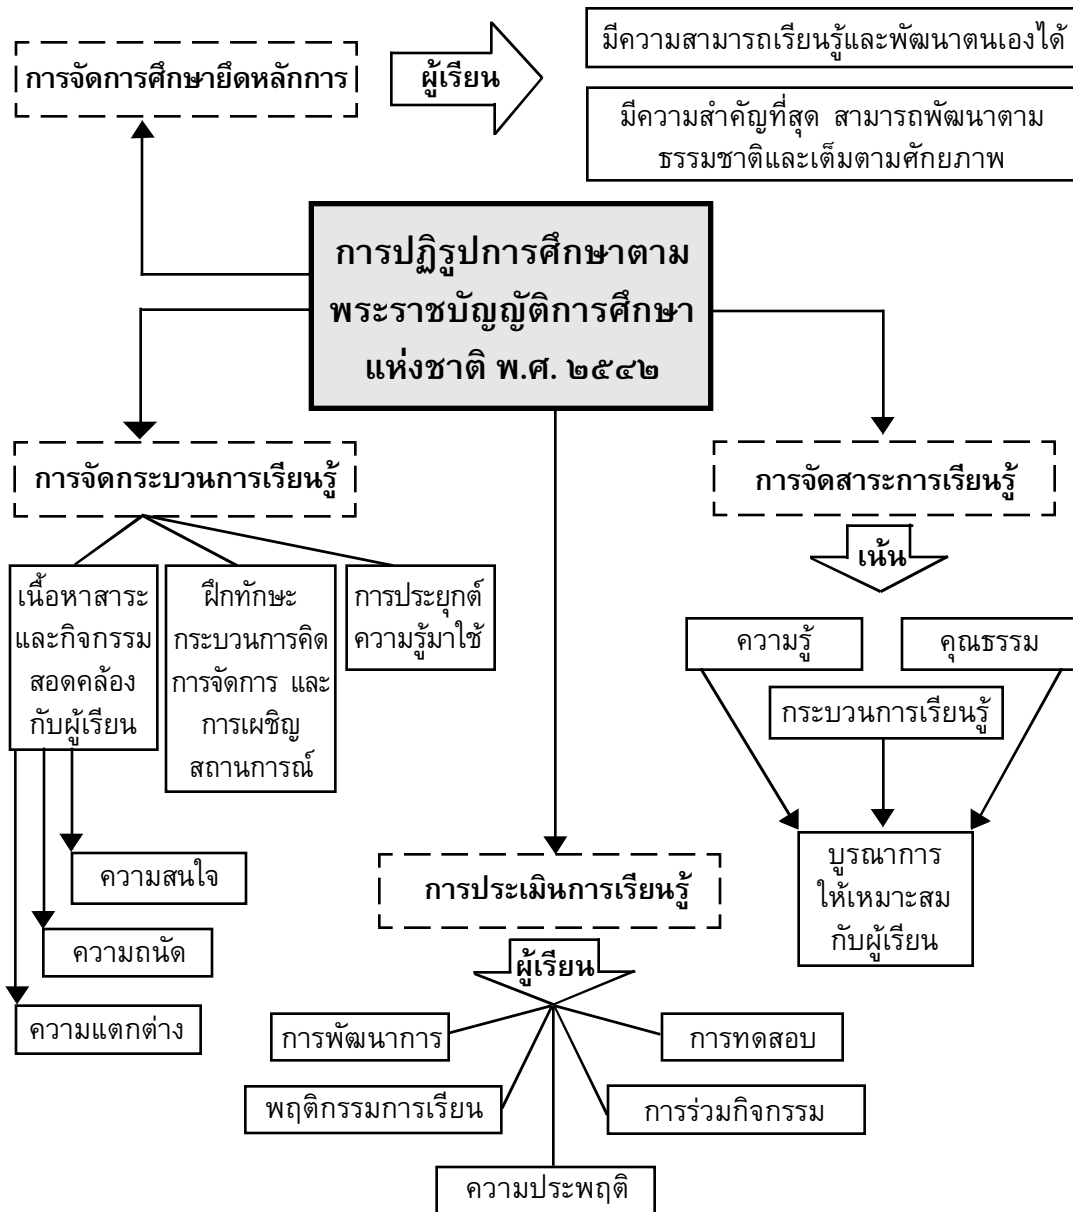 มีความสามารถเรียนรู้และพัฒนาตนเองได้
การจัดการศึกษายึดหลักการ
ผู้เรียน
มีความสำคัญที่สุด สามารถพัฒนาตาม
ธรรมชาติและเต็มตามศักยภาพ
การปฏิรูปการศึกษาตาม
พระราชบัญญัติการศึกษา
แห่งชาติ พ.ศ. ๒๕๔๒
การจัดกระบวนการเรียนรู้
การจัดสาระการเรียนรู้
เน้น
เนื้อหาสาระ
และกิจกรรม
สอดคล้อง
กับผู้เรียน
ฝึกทักษะ
กระบวนการคิด
การจัดการ และ
การเผชิญ
สถานการณ์
การประยุกต์
ความรู้มาใช้
ความรู้
คุณธรรม
กระบวนการเรียนรู้
บูรณาการ
ให้เหมาะสม
กับผู้เรียน
ความสนใจ
ความถนัด
ความแตกต่าง
การประเมินการเรียนรู้
ผู้เรียน
การพัฒนาการ
การทดสอบ
พฤติกรรมการเรียน
การร่วมกิจกรรม
ความประพฤติ